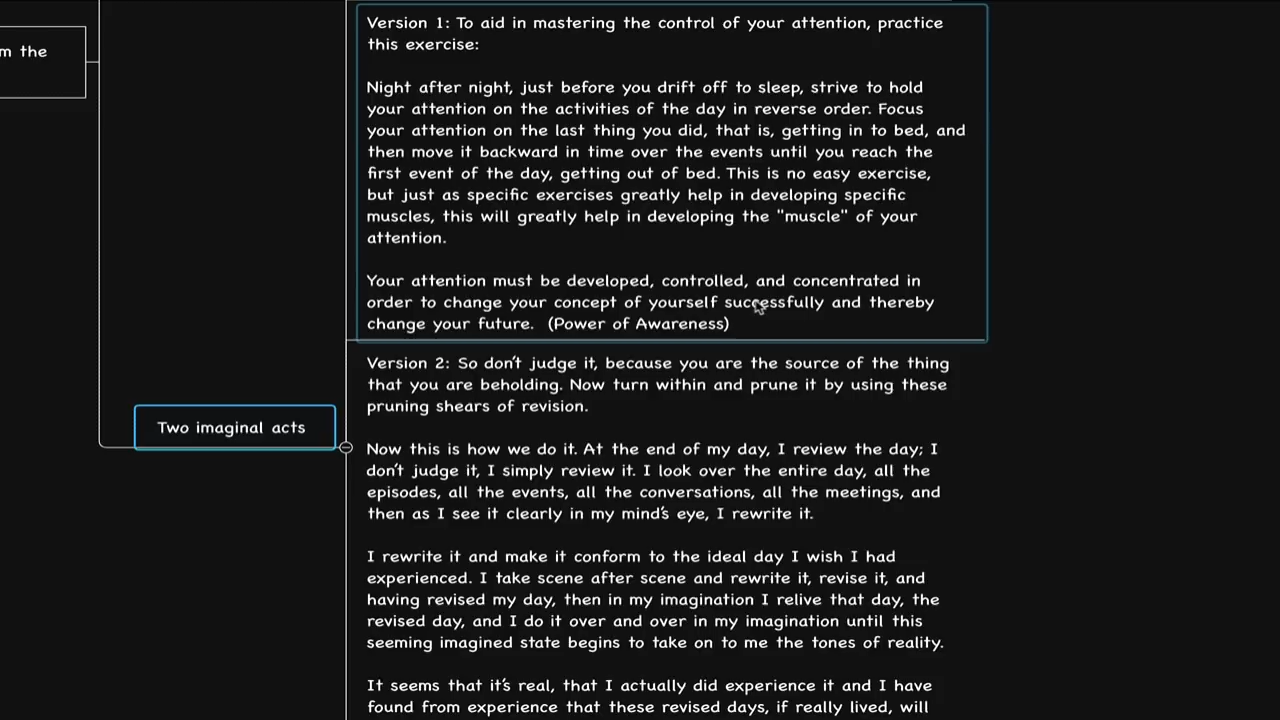 m the
Version 1: To aid in mastering the control of your attention, practice
this exercise:
Night after night, just before you drift off to sleep, strive to hold
your attention on the activities of the day in reverse order. Focus
your attention on the last thing you did, that is, getting in to bed, and
then move it backward in time over the events until you reach the
first event of the day, getting out of bed. This is no easy exercise,
but just as specific exercises greatly help in developing specific
muscles, this will greatly help in developing the "muscle" of your
attention.
Your attention must be developed, controlled, and concentrated in
order to change your concept of yourself successfully and thereby
change your future. (Power of Awareness)
Two imaginal acts
Version 2: So don't judge it, because you are the source of the thing
that you are beholding. Now turn within and prune it by using these
pruning shears of revision.
Now this is how we do it. At the end of my day, I review the day; I
don't judge it, I simply review it. I look over the entire day, all the
episodes, all the events, all the conversations, all the meetings, and
then as I see it clearly in my mind's eye, I rewrite it.
I rewrite it and make it conform to the ideal day I wish I had
experienced. I take scene after scene and rewrite it, revise it, and
having revised my day, then in my imagination I relive that day, the
revised day, and I do it over and over in my imagination until this
seeming imagined state begins to take on to me the tones of reality.
It seems that it's real, that I actually did experience it and I have
found from experience that these revised days, if really lived, will